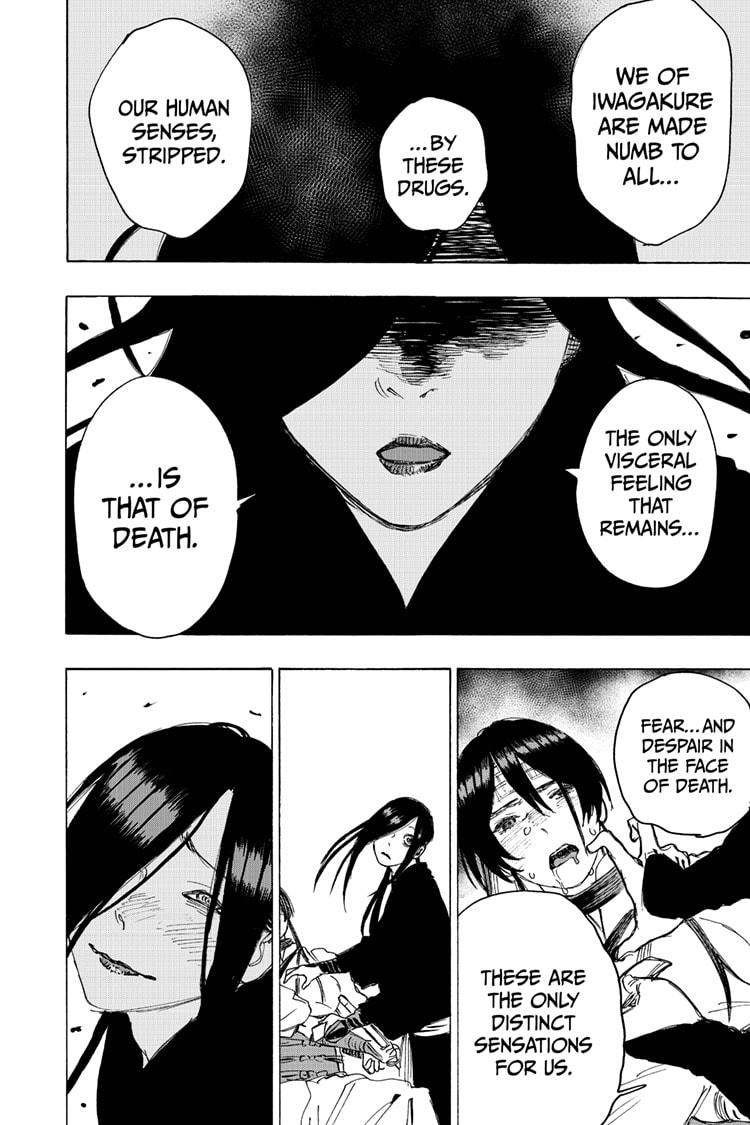 WE OF
IWAGAKURE
ARE MADE
NUMB TO
ALL...
...BY
THESE
DRUGS.
OUR HUMAN
SENSES,
STRIPPED.
THE ONLY
VISCERAL
FEELING
THAT
REMAINS...
...IS
THAT OF
DEATH.
FEAR...AND
DESPAIR IN
THE FACE
OF DEATH.
THESE ARE
THE ONLY
DISTINCT
SENSATIONS
FOR US.